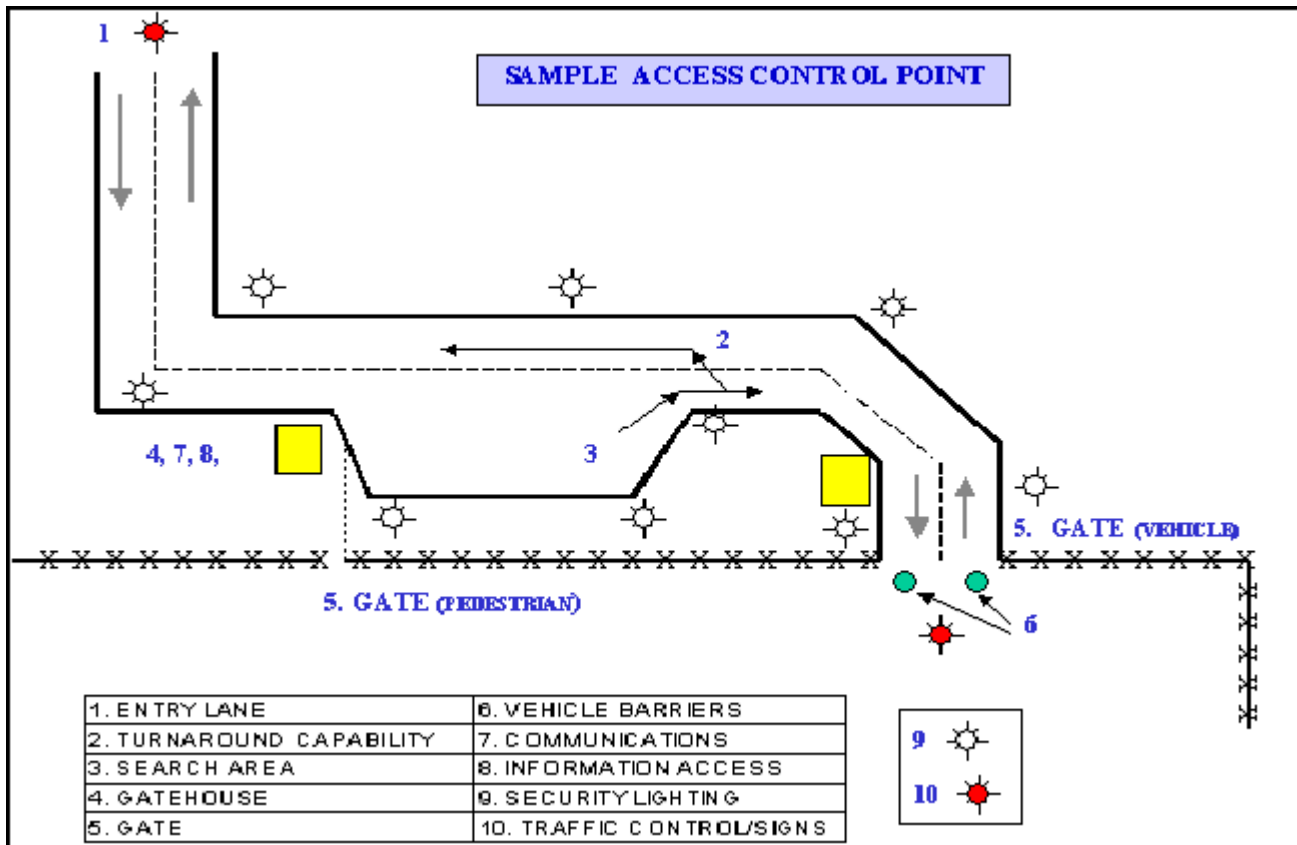 1
SAMPLE ACCESS CONTROL POINT
2
4, 7, 8,
3
5. GATE (VEHICLE)
5. GATE (PEDESTRIAN)
6
1. ENTRY LANE
6. VEHICLE BARRIERS
2. TURNAROUND CAPABILITY
7. COMMUNICATIONS
3. SEARCH AREA
8. INFORMATION ACCESS
4. GATEHOUSE
9. SECURITY LIGHTING
5. GATE
10. TRAFFIC CONTROL/SIGNS
9
10